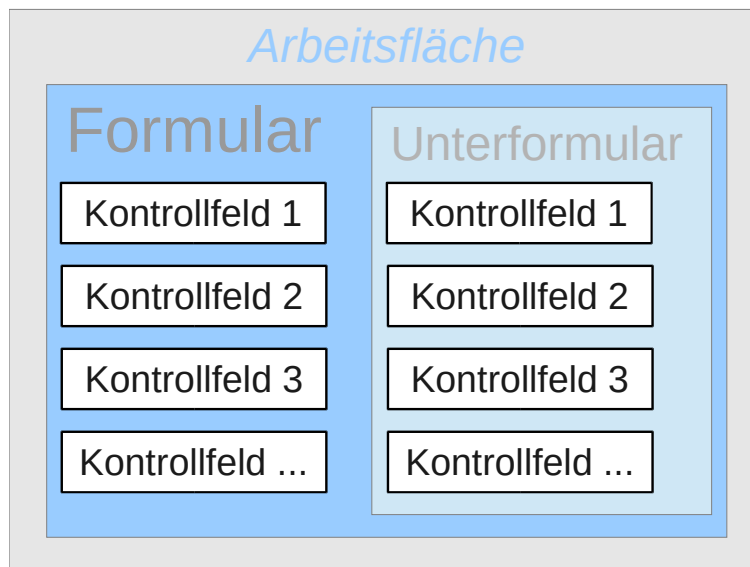 Arbeitsfläche
Formular
Kontrollfeld 1
Kontrollfeld 2
Kontrollfeld 3
Kontrollfeld ...
Unterformular
Kontrollfeld 1
Kontrollfeld 2
Kontrollfeld 3
Kontrollfeld ...